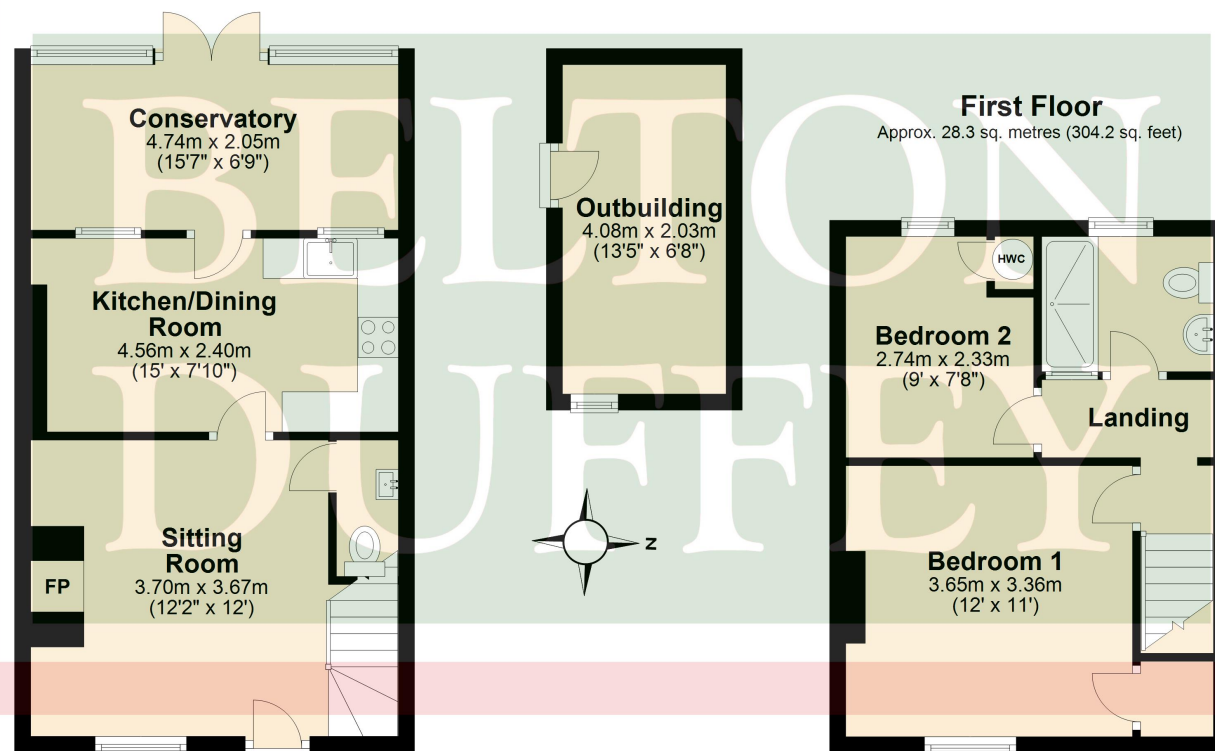 BELTON
DUFFEY
Conservatory
4.74m x 2.05m
(15'7" x 6'9")
Kitchen/Dining
Room
4.56m x 2.40m
(15' x 7'10")
Sitting
Room
3.70m x 3.67m
(12'2" x 12')
FP
Outbuilding
4.08m x 2.03m
(13'5" x 6'8")
N
First Floor
Approx. 28.3 sq. metres (304.2 sq. feet)
HWC
Bedroom 2
2.74m x 2.33m
(9' x 7'8")
Landing
Bedroom 1
3.65m x 3.36m
(12' x 11')